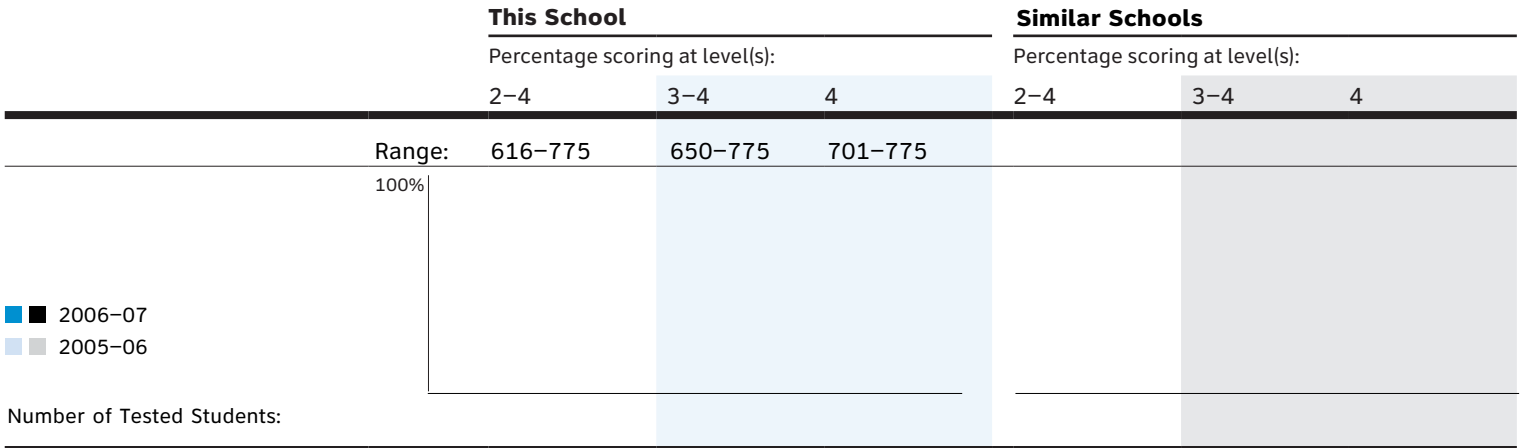 This School Similar Schools
Percentage scoring at level(s): Percentage scoring at level(s):
2–4 3–4 4 2–4 3–4 4
Range: 616–775 650–775 701–775
100%
2006–07
2005–06
Number of Tested Students: